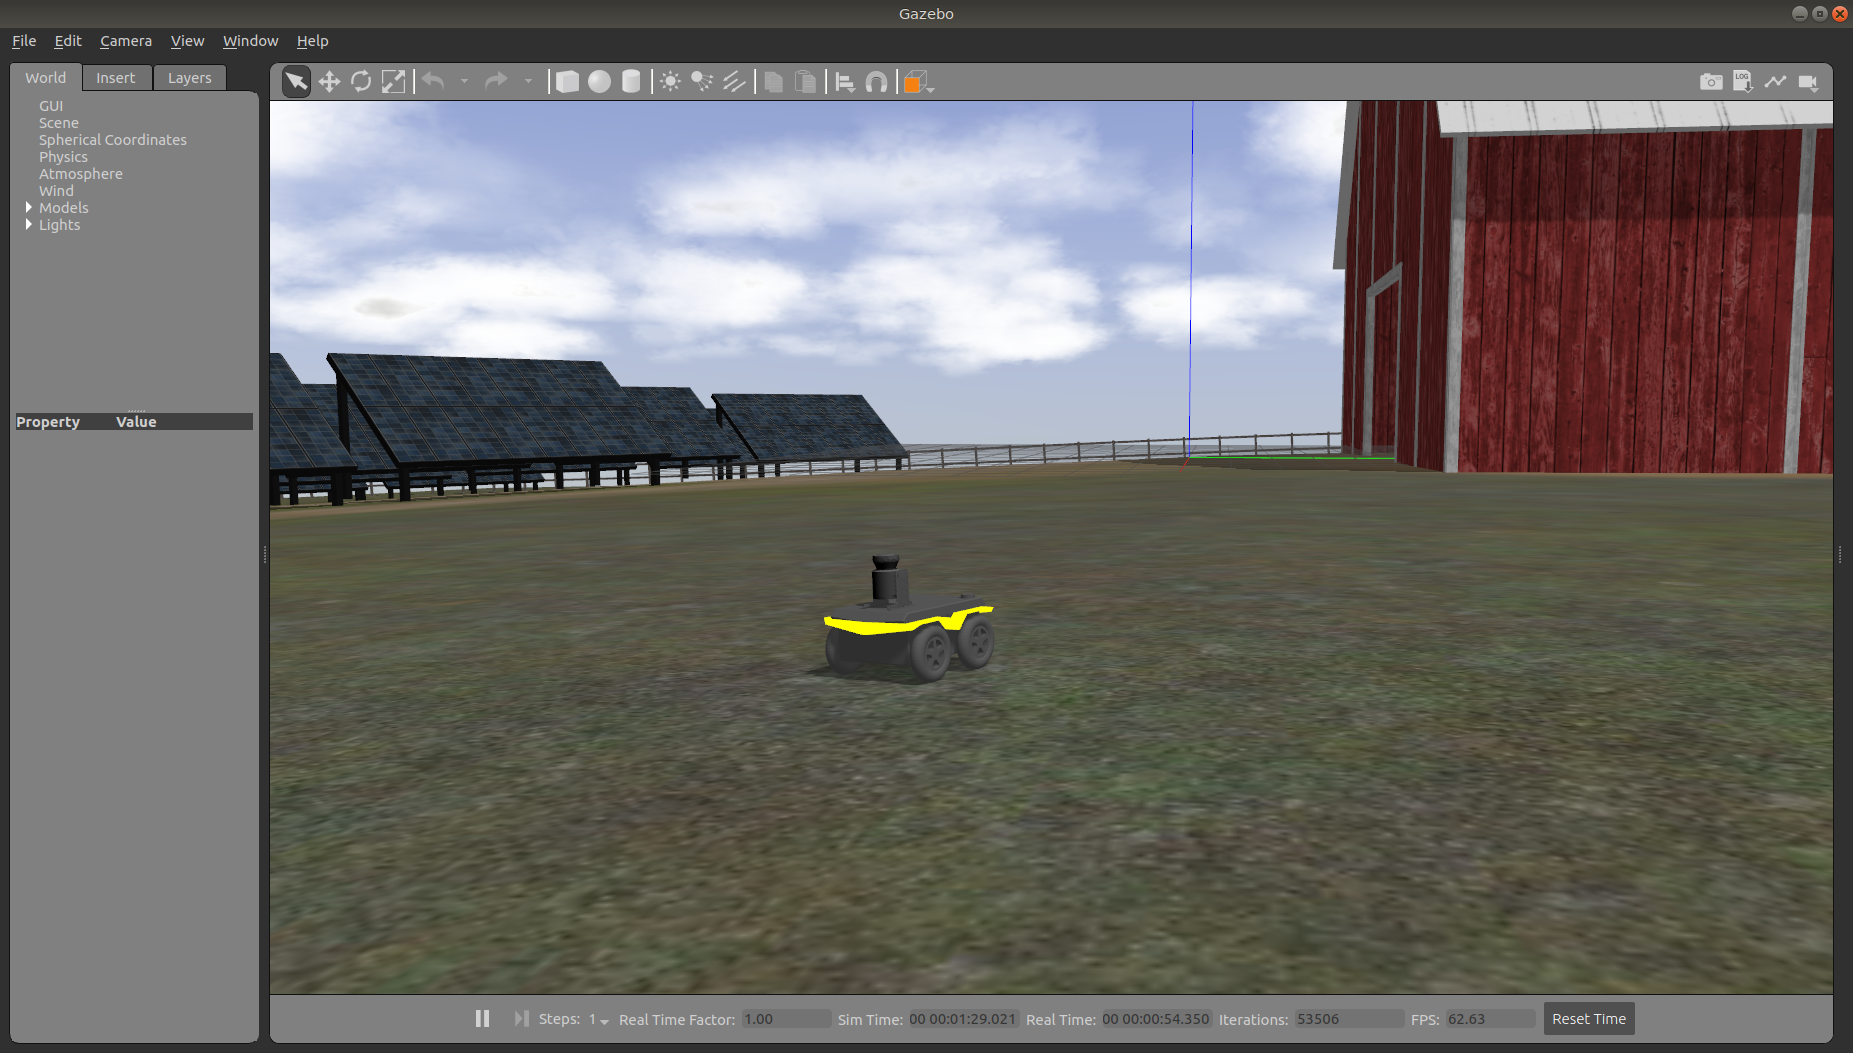 Gazebo
File Edit Camera View Window Help
World Insert Layers
LOG
GUI
Scene
Spherical Coordinates
Physics
Atmosphere
Wind
Models
Lights
Property Value
Steps: 1 Real Time Factor: 1.00 Sim Time: 00 00:01:29.021 Real Time: 00 00:00:54.350 Iterations: 53506 FPS: 62.63 Reset Time